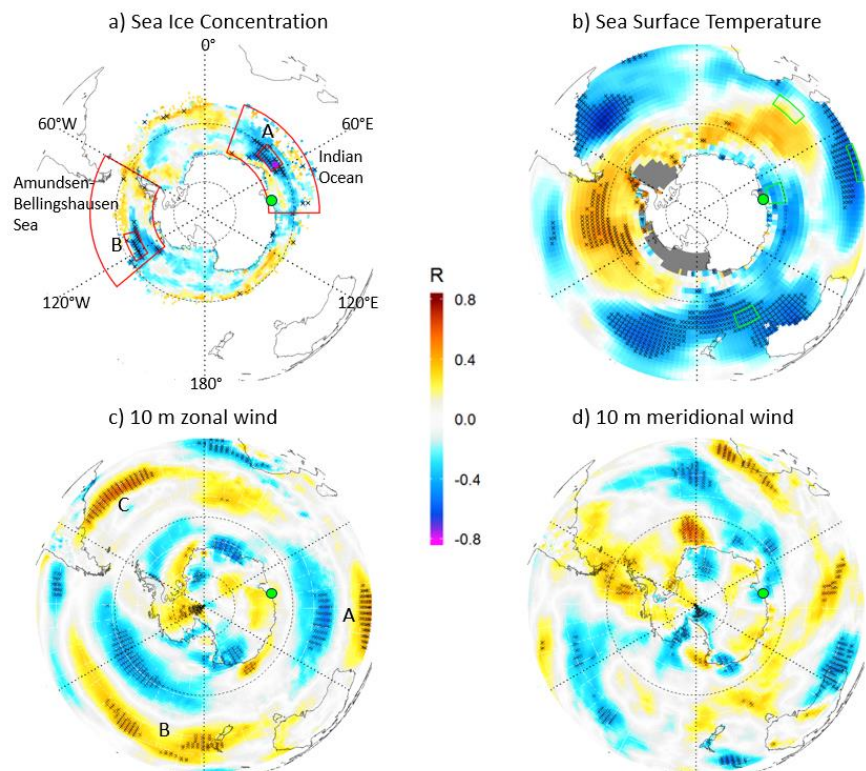 a) Sea Ice Concentration
b) Sea Surface Temperature
0°
60°W
60°E
A
Indian
Ocean
Amundsen-
Bellingshausen
Sea
B
120°W
120°E
180°
R
0.8
0.4
0.0
-0.4
-0.8
c) 10 m zonal wind
d) 10 m meridional wind
C
A
B